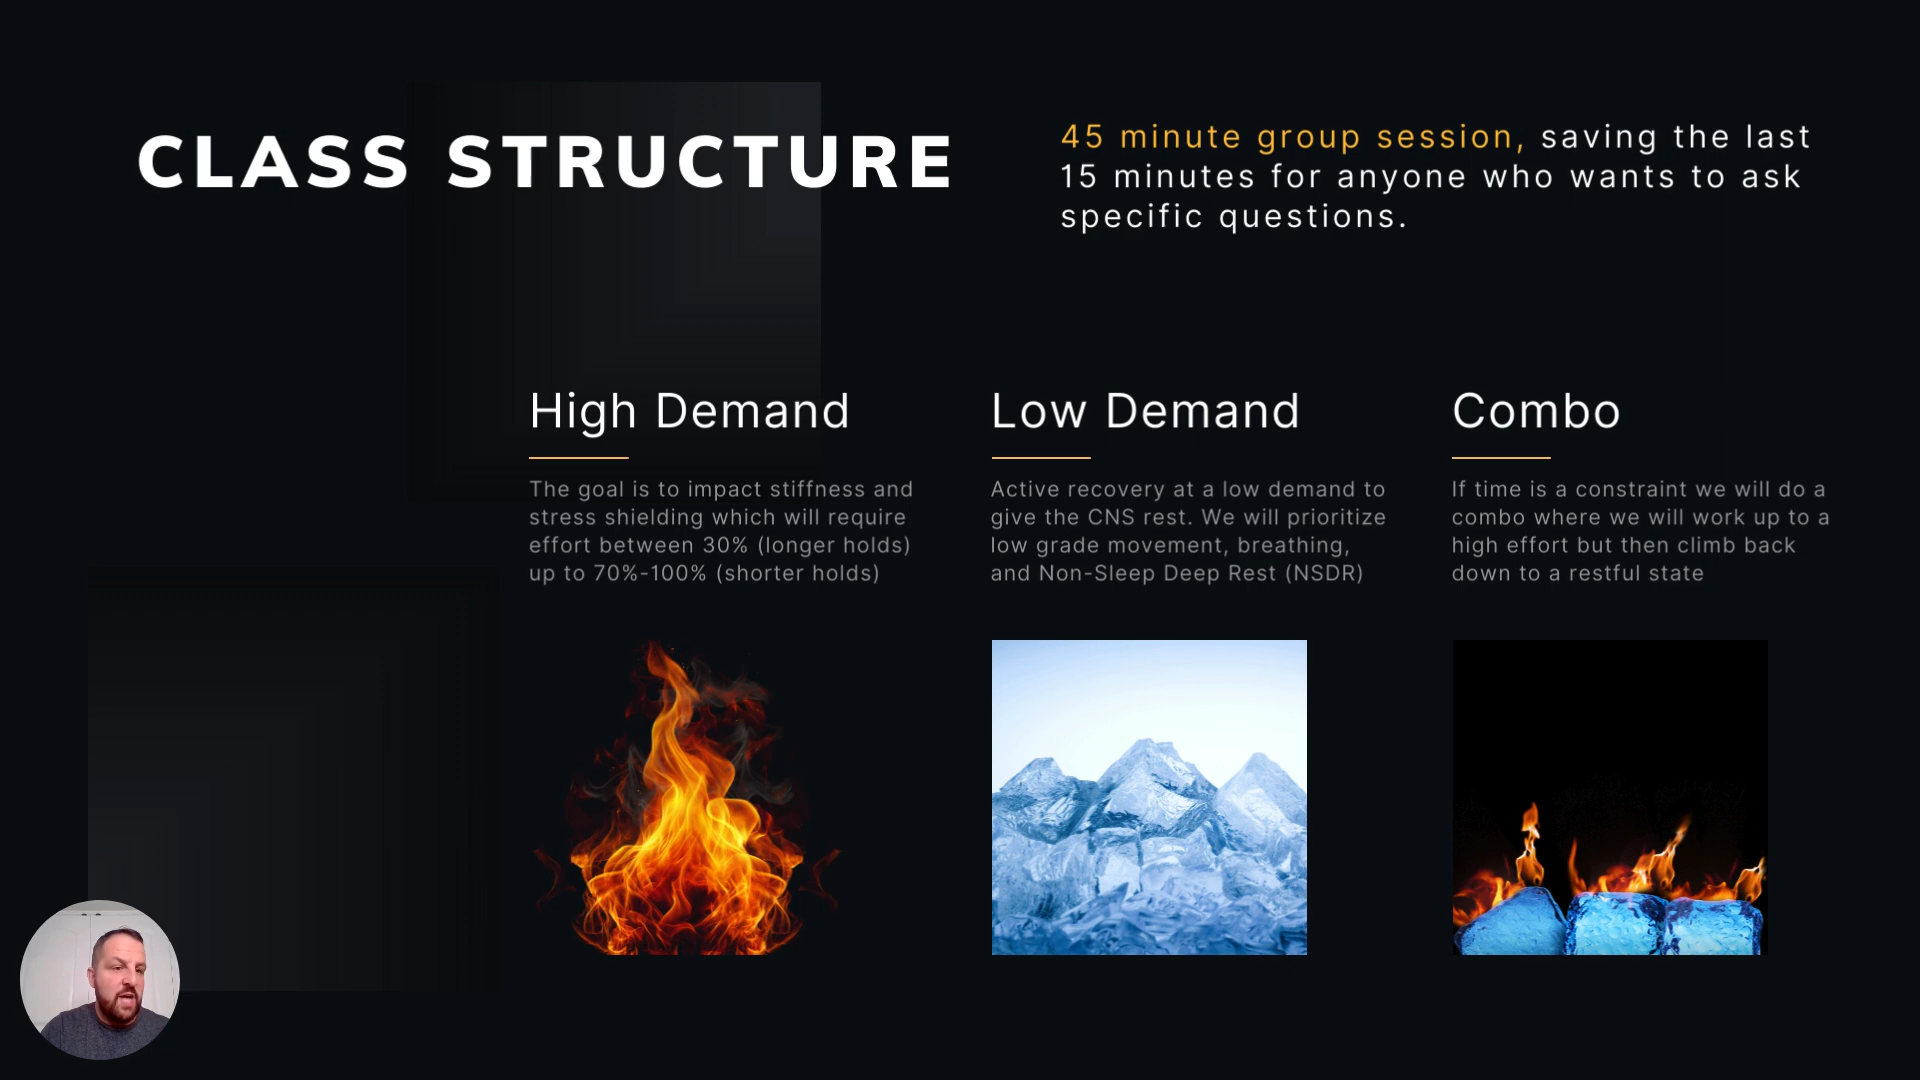 CLASS STRUCTURE
45 minute group session, saving the last
15 minutes for anyone who wants to ask
specific questions.
High Demand
The goal is to impact stiffness and
stress shielding which will require
effort between 30% (longer holds)
up to 70%-100% (shorter holds)
Low Demand
Active recovery at a low demand to
give the CNS rest. We will prioritize
low grade movement, breathing,
and Non-Sleep Deep Rest (NSDR)
Combo
If time is a constraint we will do a
combo where we will work up to a
high effort but then climb back
down to a restful state